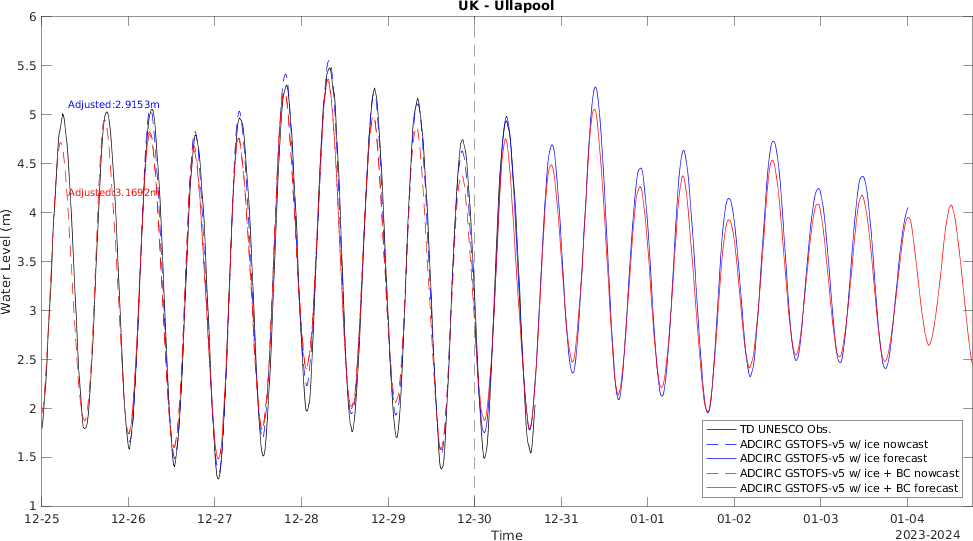 UK - Ullapool
6
5.5
5
4.5
4
3.5
3
2.5
2
1.5
1
Water Level (m)
Adjusted:2.9153m
Adjusted:3.1692m
TD UNESCO Obs.
ADCIRC GSTOFS-v5 w/ ice nowcast
ADCIRC GSTOFS-v5 w/ ice forecast
ADCIRC GSTOFS-v5 w/ ice + BC nowcast
ADCIRC GSTOFS-v5 w/ ice + BC forecast
12-25 12-26 12-27 12-28 12-29 12-30 12-31 01-01 01-02 01-03 01-04
Time
2023-2024